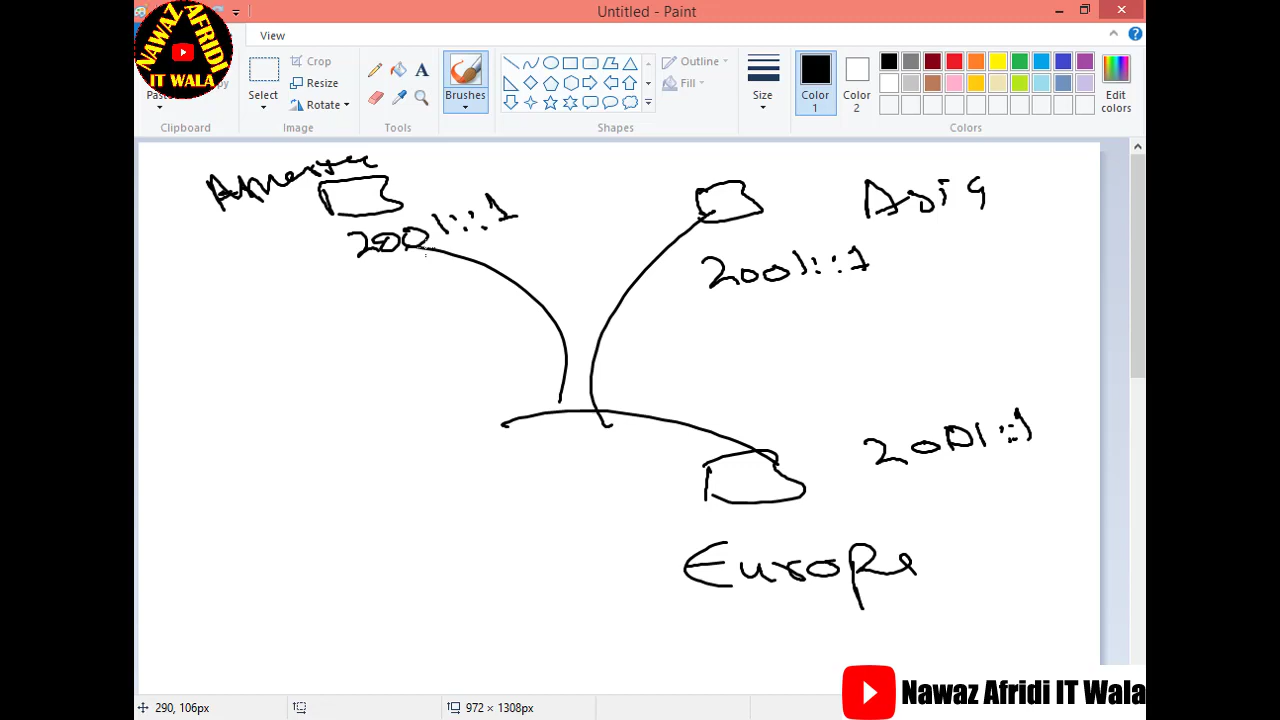 Untitled - Paint
NAWAZ AFRIDI
IT WALA
View
Paste
Clipboard
Select
Crop
Resize
Rotate
Image
Tools
Brushes
Shapes
Outline
Fill
Size
Color
1
Color
2
Edit
colors
Colors
Asia
2001:::1
2001:::1
2001::1
Europe
290, 106px
972 × 1308px
Nawaz Afridi IT Wala